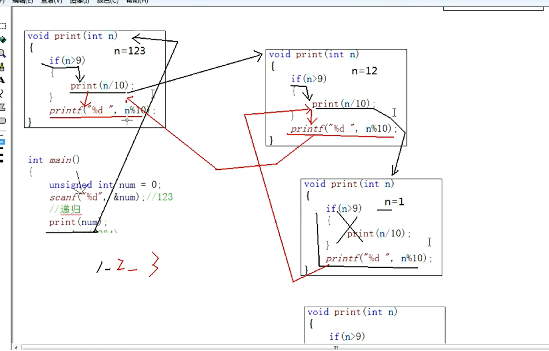 void print(int n)
{
n=123
if(n>9)
{
print(n/10);
}
printf("%d ", n%10);
}
int main()
{
unsigned int num = 0;
scanf("%d", &num);//123
//递归
print(num);
1 2 3
void print(int n)
{
n=12
if(n>9)
{
print(n/10);
}
printf("%d ", n%10);
}
void print(int n)
{
n=1
if(n>9)
{
print(n/10);
}
printf("%d ", n%10);
}
void print(int n)
{
if(n>9)